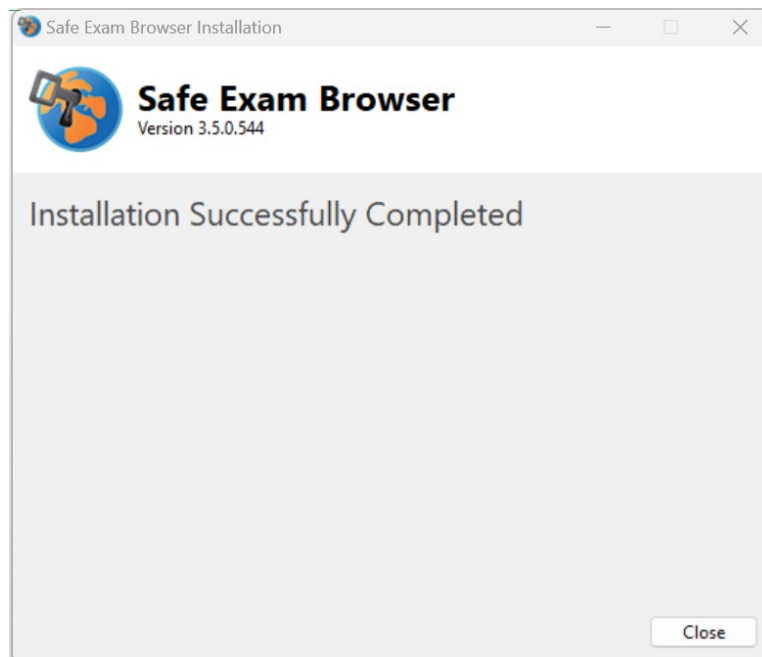 Safe Exam Browser Installation
Safe Exam Browser
Version 3.5.0.544
Installation Successfully Completed
Close